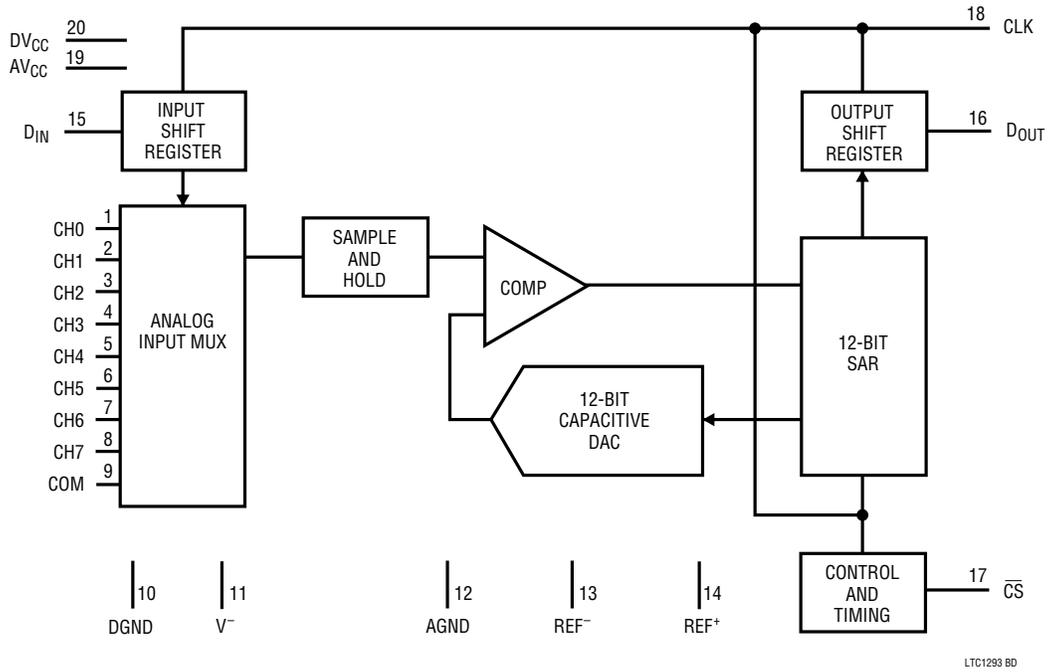 20
DVCC
19
AVCC
18
CLK
INPUT
SHIFT
REGISTER
15
DIN
OUTPUT
SHIFT
REGISTER
16
DOUT
1
CH0
2
CH1
3
CH2
4
CH3
5
CH4
6
CH5
7
CH6
8
CH7
9
COM
ANALOG
INPUT MUX
SAMPLE
AND
HOLD
COMP
12-BIT
CAPACITIVE
DAC
12-BIT
SAR
CONTROL
AND
TIMING
17
C̅S̅
10
DGND
11
V–
12
AGND
13
REF–
14
REF+
LTC1293 BD